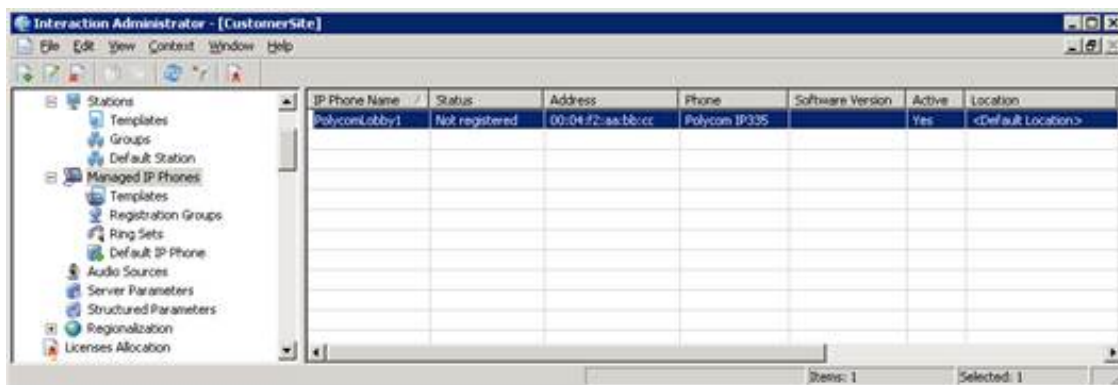 Interaction Administrator - [CustomerSite]
File Edit View Context Window Help
Stations
Templates
Groups
Default Station
Managed IP Phones
Templates
Registration Groups
Ring Sets
Default IP Phone
Audio Sources
Server Parameters
Structured Parameters
Regionalization
Licenses Allocation
IP Phone Name / Status Address Phone Software Version Active Location
PolycomLobby1 Not registered 00:04:f2:aa:bb:cc Polycom IP335 Yes <Default Location>
Items: 1 Selected: 1